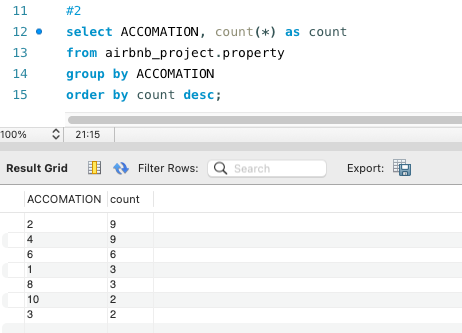 11 #2
12 select ACCOMATION, count(*) as count
13 from airbnb_project.property
14 group by ACCOMATION
15 order by count desc;
100% 21:15
Result Grid Filter Rows: Search Export:
ACCOMATION count
2 9
4 9
6 6
1 3
8 3
10 2
3 2